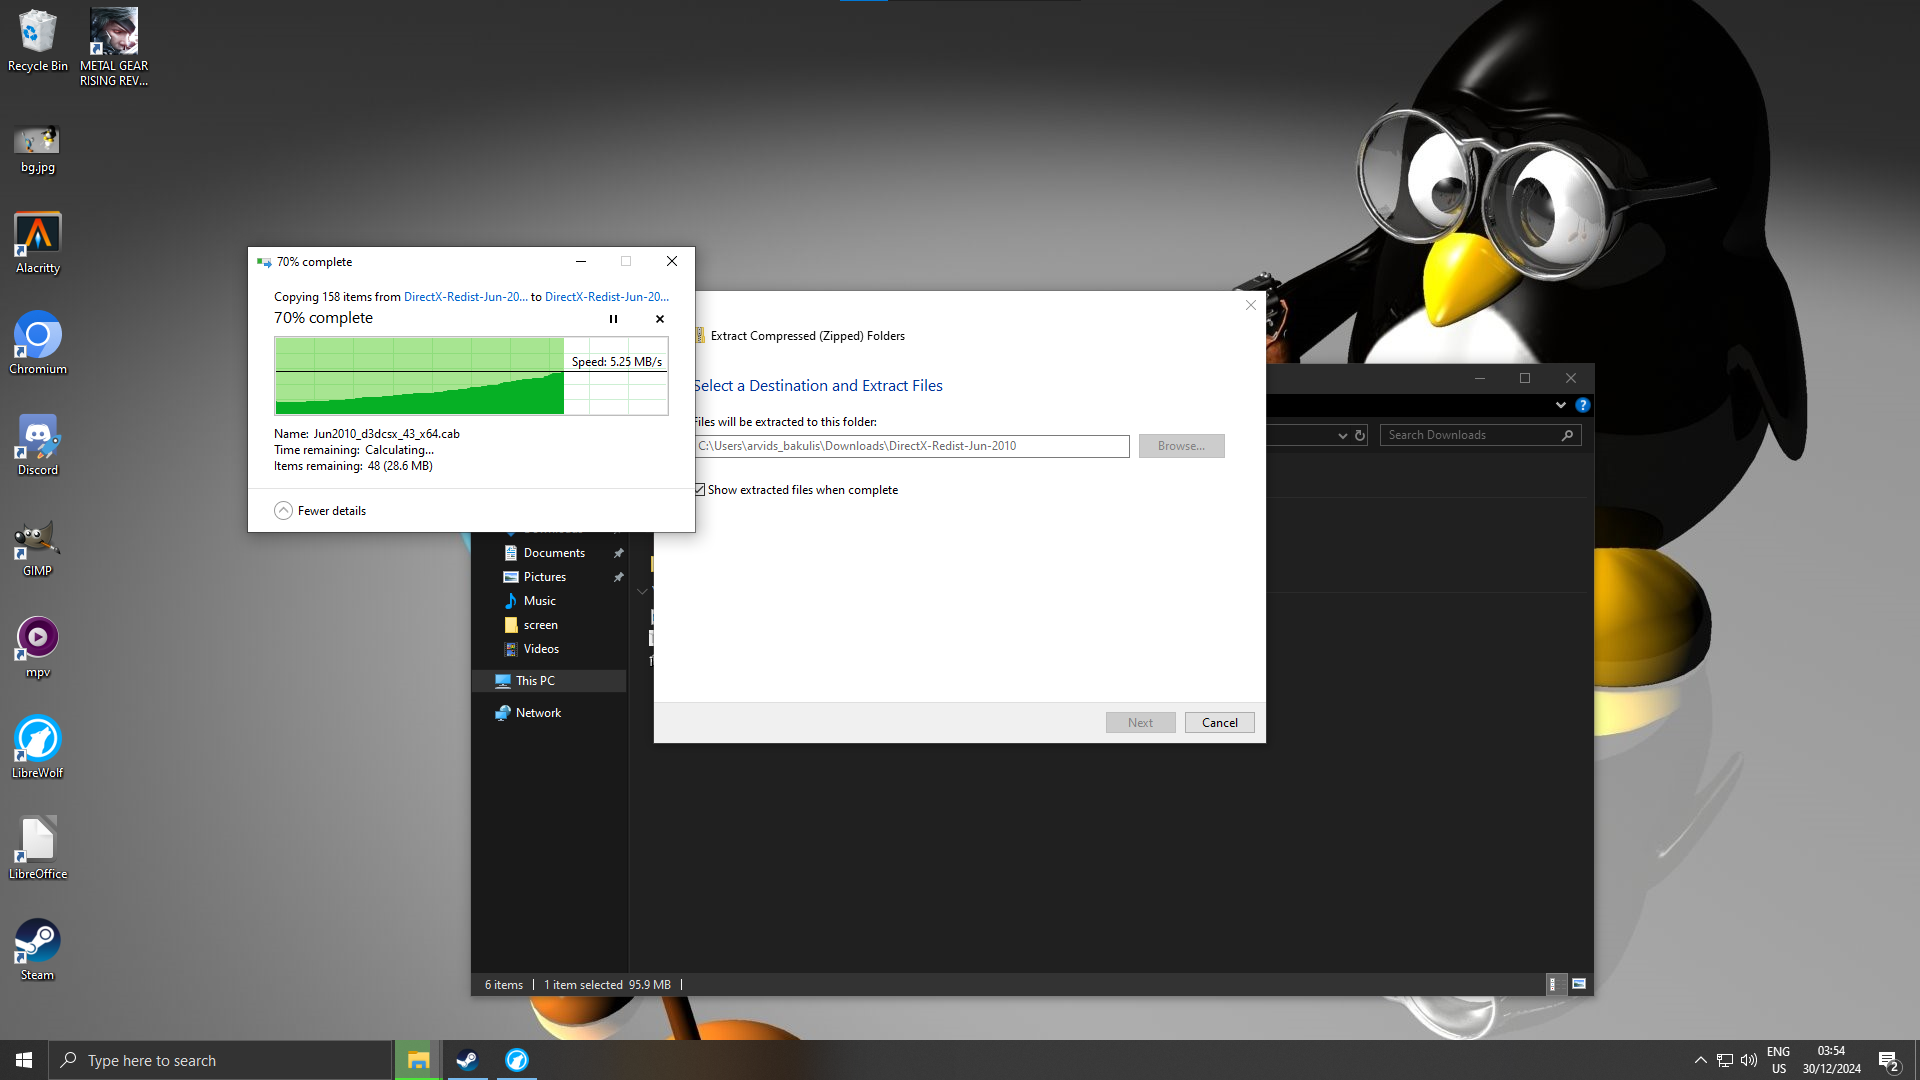 Recycle Bin
METAL GEAR
RISING REV...
bg.jpg
Alacritty
Chromium
Discord
GIMP
mpv
LibreWolf
LibreOffice
Steam
70% complete
Copying 158 items from DirectX-Redist-Jun-20... to DirectX-Redist-Jun-20...
70% complete
Speed: 5.25 MB/s
Name: Jun2010_d3dcsx_43_x64.cab
Time remaining: Calculating...
Items remaining: 48 (28.6 MB)
Fewer details
Extract Compressed (Zipped) Folders
Select a Destination and Extract Files
Files will be extracted to this folder:
C:\Users\arvids_bakulis\Downloads\DirectX-Redist-Jun-2010
Browse...
Show extracted files when complete
Next
Cancel
Search Downloads
Documents
Pictures
Music
screen
Videos
This PC
Network
6 items
1 item selected 95.9 MB
Type here to search
ENG
US
03:54
30/12/2024
2